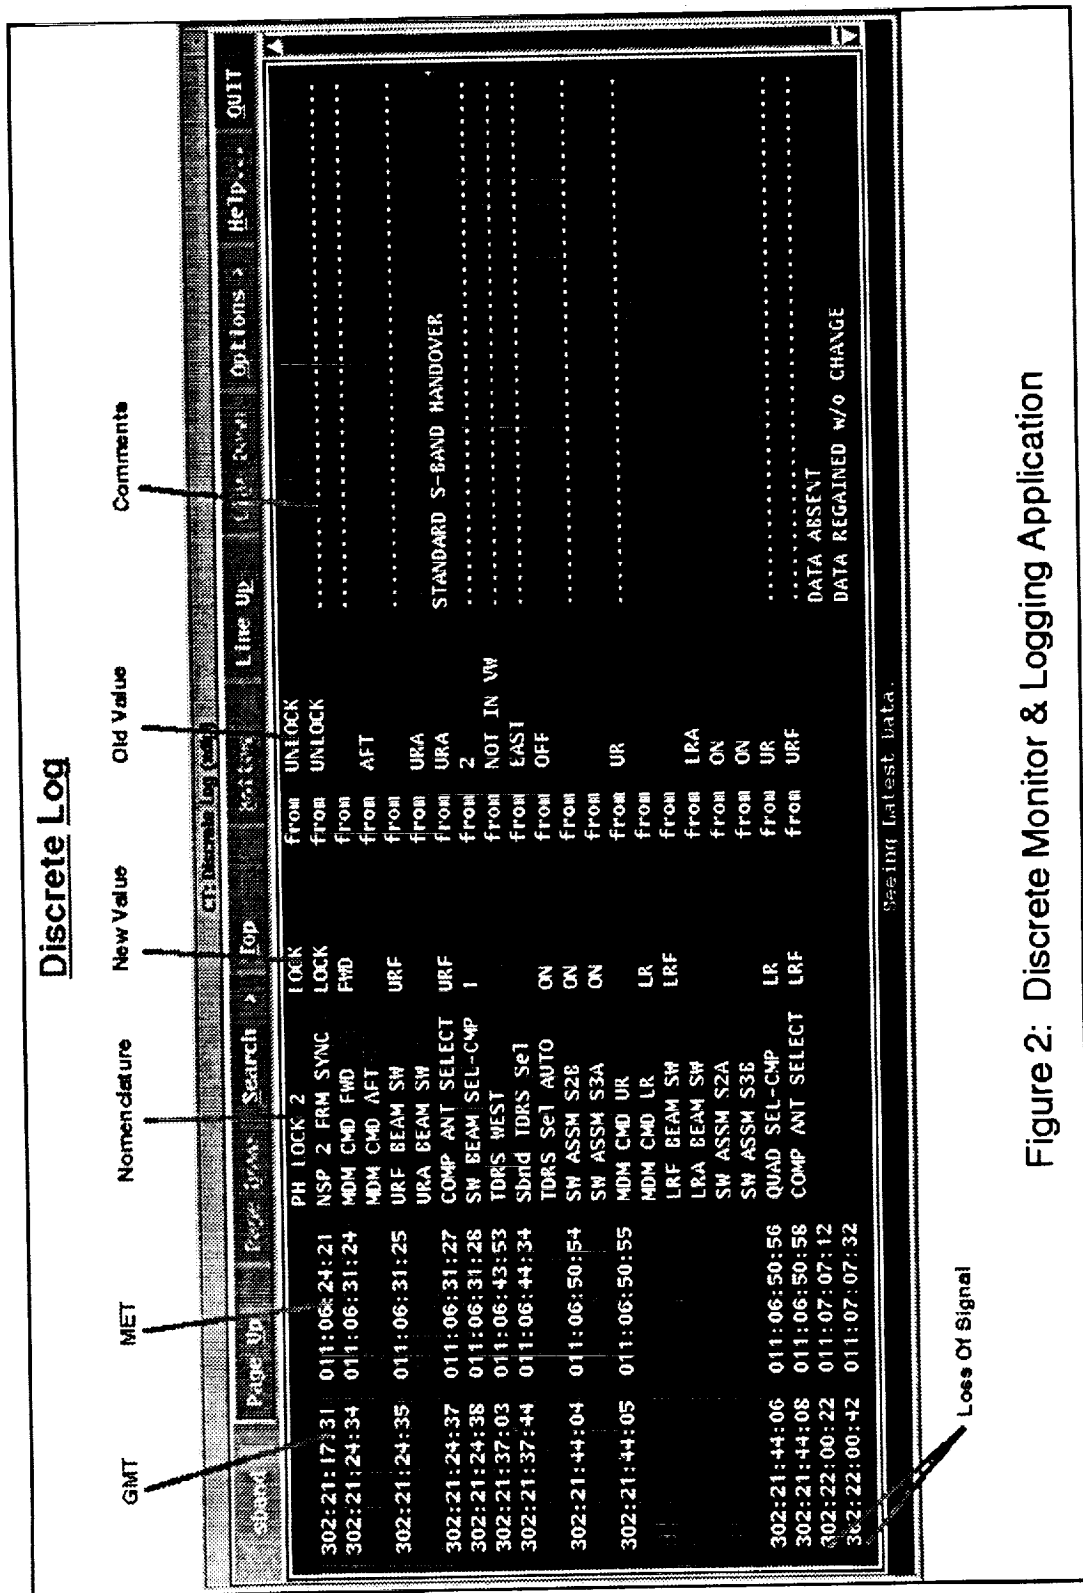 Discrete Log
GMT MET Nomenclature New Value Old Value Comments
CTM Discrete Log
sband Page Up Search > Top Bottom Line Up Options > Help... QUIT
PH LOCK 2 LOCK from UNLOCK
302:21:17:31 011:06:24:21 NSP 2 FRM SYNC LOCK from UNLOCK ........................................
302:21:24:34 011:06:31:24 MDM CMD FWD FWD from ........................................
MDM CMD AFT from AFT
302:21:24:35 011:06:31:25 URF BEAM SW URF from ........................................
URA BEAM SW from URA
302:21:24:37 011:06:31:27 COMP ANT SELECT URF from URA STANDARD S-BAND HANDOVER
302:21:24:38 011:06:31:28 SW BEAM SEL-CMP 1 from 2 ........................................
302:21:37:03 011:06:43:53 TDRS WEST from NOT IN VW ........................................
302:21:37:44 011:06:44:34 Sbnd TDRS Sel from EAST ........................................
TDRS Sel AUTO ON from OFF
302:21:44:04 011:06:50:54 SW ASSM S2B ON from ........................................
SW ASSM S3A ON from
302:21:44:05 011:06:50:55 MDM CMD UR from UR ........................................
MDM CMD LR LR from
LRF BEAM SW LRF from
LRA BEAM SW from LRA
SW ASSM S2A from ON
SW ASSM S3B from ON
302:21:44:06 011:06:50:56 QUAD SEL-CMP LR from UR ........................................
302:21:44:08 011:06:50:58 COMP ANT SELECT LRF from URF ........................................
302:22:00:22 011:07:07:12 DATA ABSENT
302:22:00:42 011:07:07:32 DATA REGAINED w/o CHANGE
Seeing Latest Data.
Loss Of Signal
Figure 2: Discrete Monitor & Logging Application